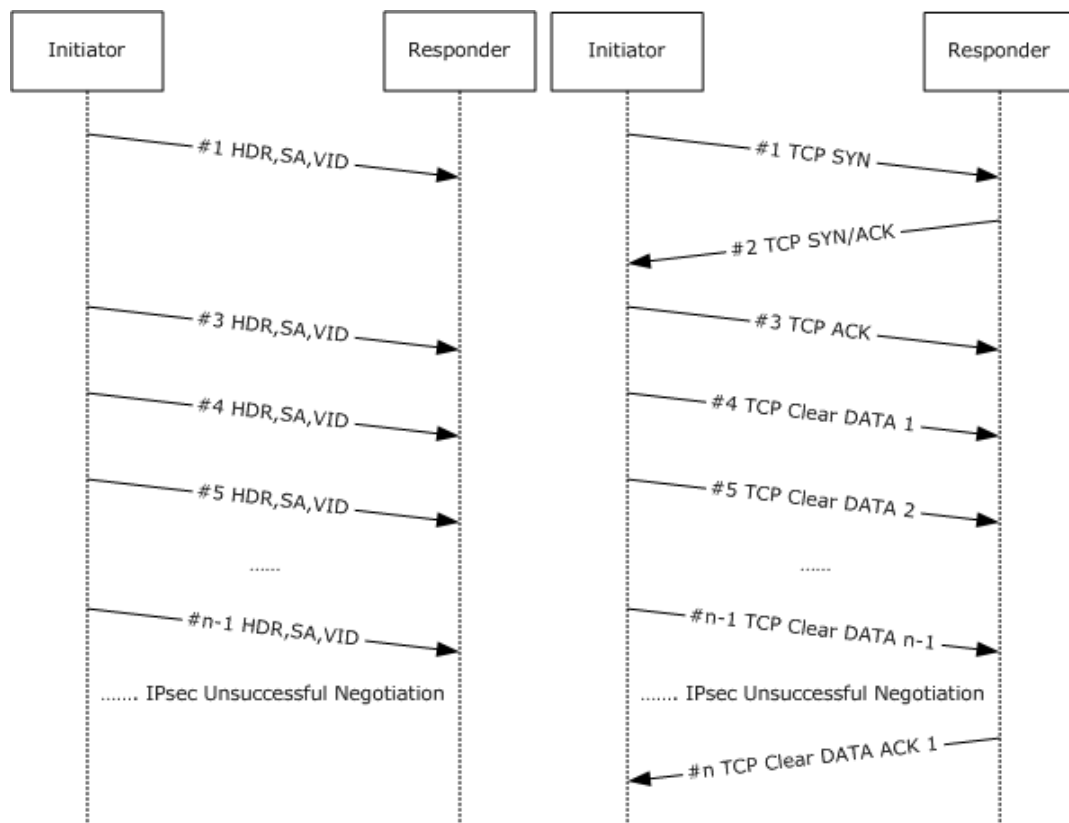 Initiator
Responder
Initiator
Responder
#1 HDR,SA,VID
#1 TCP SYN
#2 TCP SYN/ACK
#3 HDR,SA,VID
#3 TCP ACK
#4 HDR,SA,VID
#4 TCP Clear DATA 1
#5 HDR,SA,VID
#5 TCP Clear DATA 2
......
......
#n-1 HDR,SA,VID
#n-1 TCP Clear DATA n-1
……. IPsec Unsuccessful Negotiation
……. IPsec Unsuccessful Negotiation
#n TCP Clear DATA ACK 1